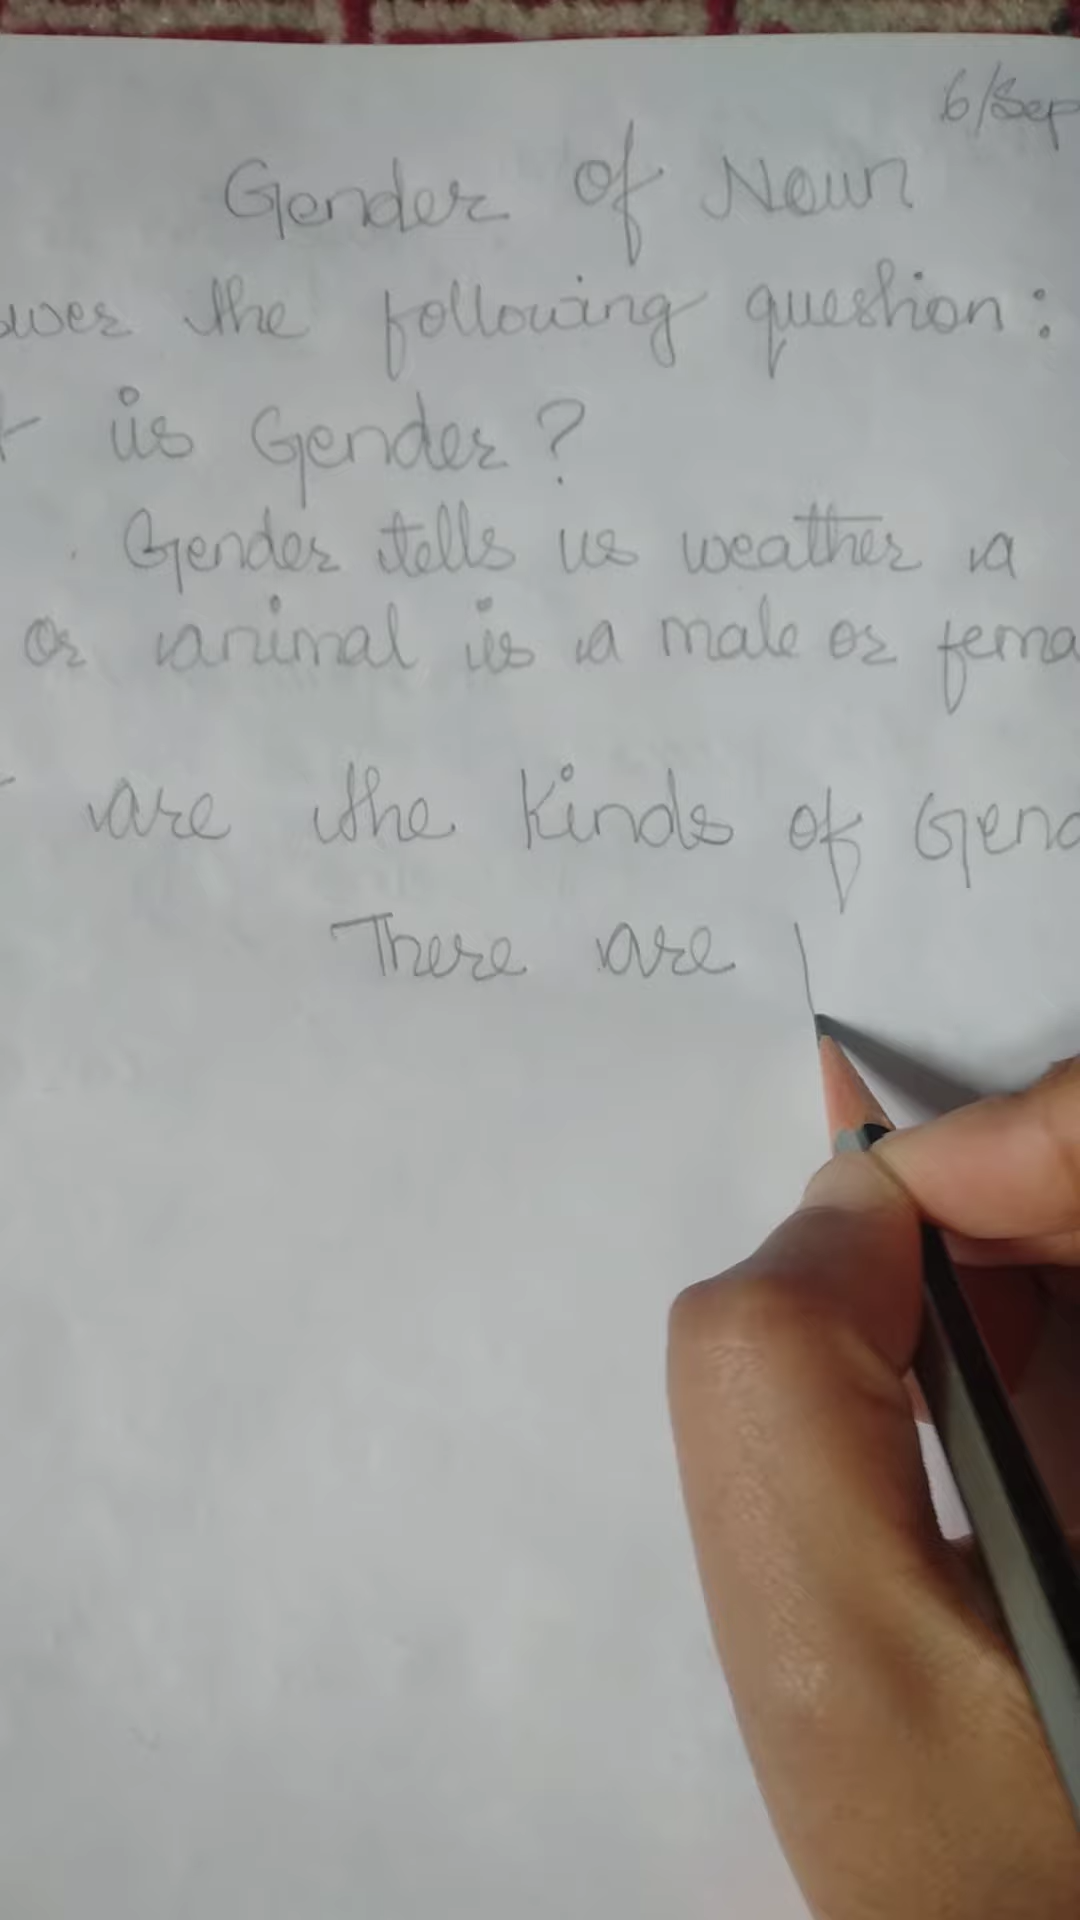 6/Sep
Gender of Noun
the following question:
is Gender?
Gender tells us weather a
or animal is a male or fema
are the kinds of Gend
There are